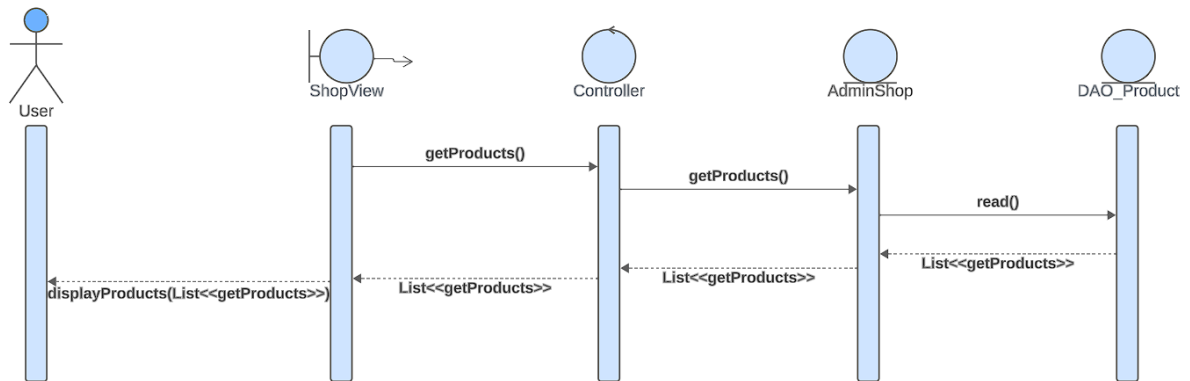 User
ShopView
Controller
AdminShop
DAO_Product
getProducts()
getProducts()
read()
List<<getProducts>>
List<<getProducts>>
List<<getProducts>>
displayProducts(List<<getProducts>>)